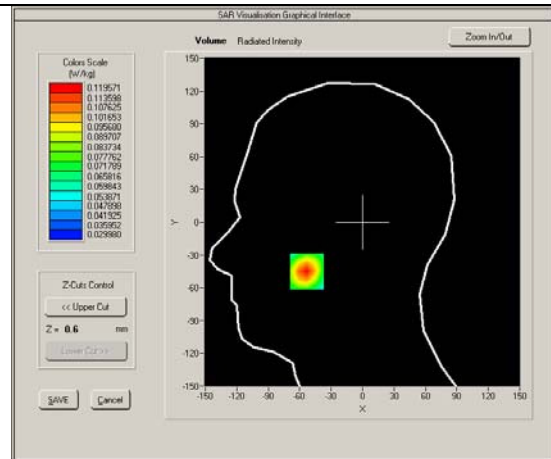 SAR Visualisation Graphical Interface
Volume Radiated Intensity
Zoom In/Out
Colors Scale
(W/kg)
0.119571
0.113598
0.107625
0.101653
0.095680
0.089707
0.083734
0.077762
0.071789
0.065816
0.059843
0.053871
0.047898
0.041925
0.035952
0.029980
Z-Cuts Control
<< Upper Cut
Z = 0.6 mm
Lower Cut >>
SAVE Cancel
150
120
90
60
30
0
-30
-60
-90
-120
-150
Y
-150 -120 -90 -60 -30 0 30 60 90 120 150
X